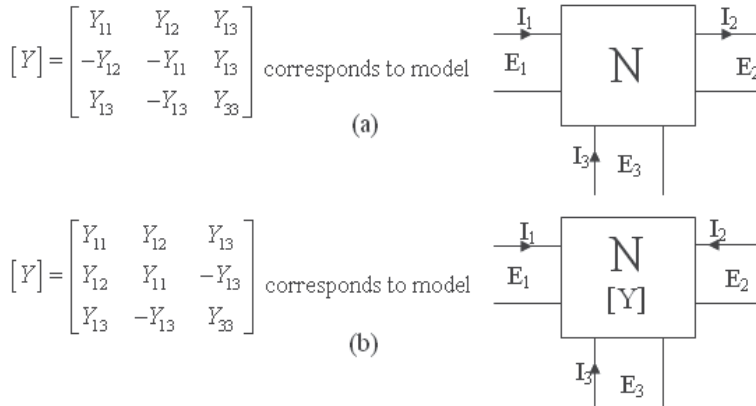 [Y] = [Y₁₁ Y₁₂ Y₁₃
-Y₁₂ -Y₁₁ Y₁₃
Y₁₃ -Y₁₃ Y₃₃]
corresponds to model
(a)
I₁
I₂
N
E₁
E₂
I₃
E₃
[Y] = [Y₁₁ Y₁₂ Y₁₃
Y₁₂ Y₁₁ -Y₁₃
Y₁₃ -Y₁₃ Y₃₃]
corresponds to model
(b)
I₁
I₂
N
[Y]
E₁
E₂
I₃
E₃